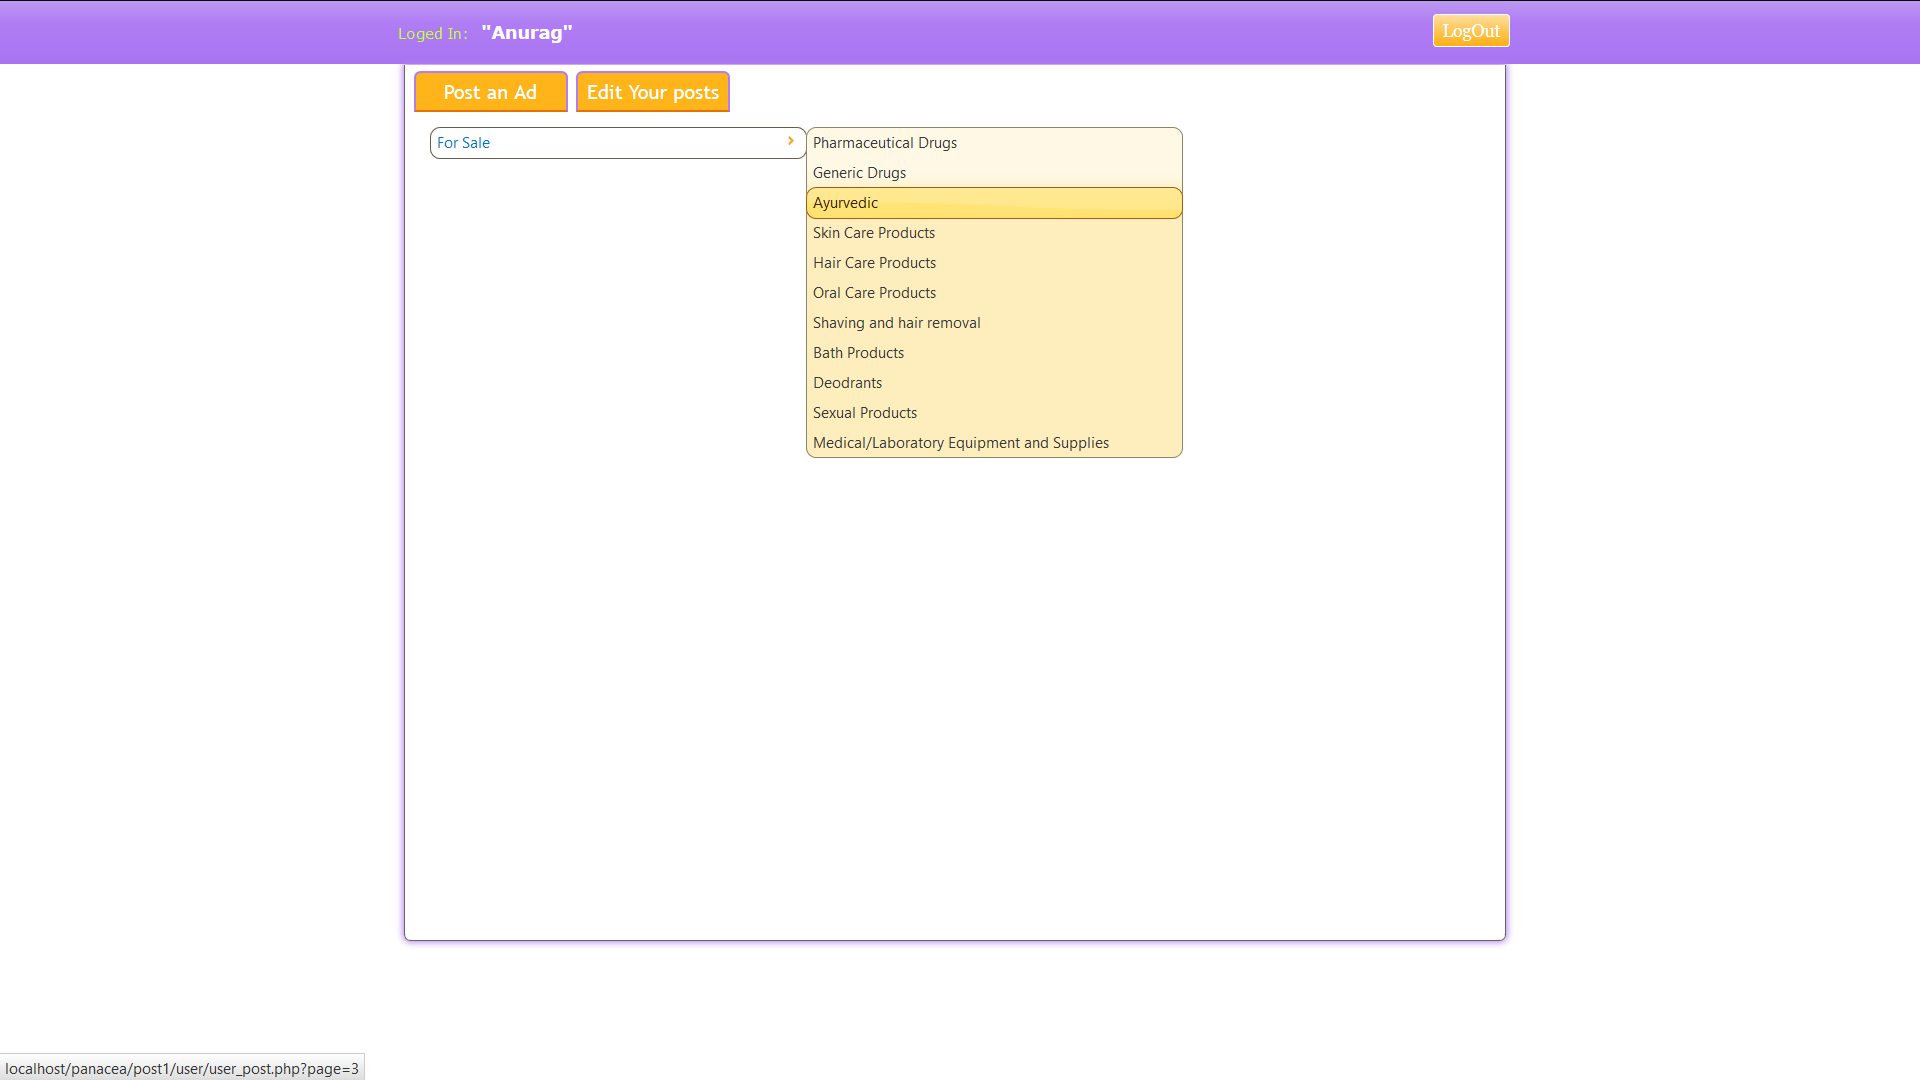 Loged In: "Anurag"
LogOut
Post an Ad
Edit Your posts
For Sale
Pharmaceutical Drugs
Generic Drugs
Ayurvedic
Skin Care Products
Hair Care Products
Oral Care Products
Shaving and hair removal
Bath Products
Deodrants
Sexual Products
Medical/Laboratory Equipment and Supplies
localhost/panacea/post1/user/user_post.php?page=3